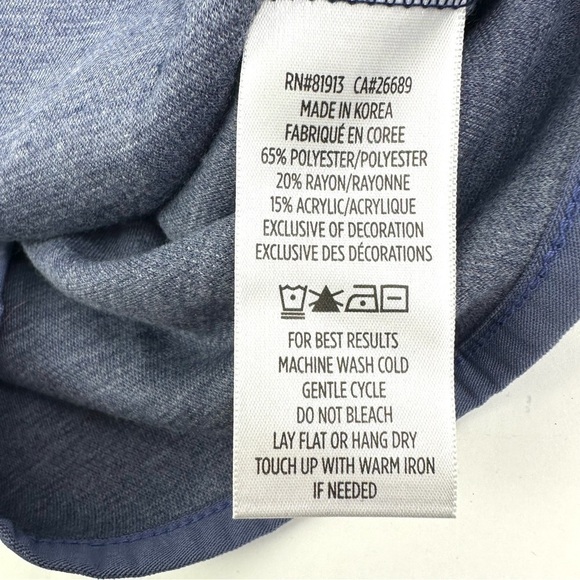 RN#81913 CA#26689
MADE IN KOREA
FABRIQUÉ EN COREE
65% POLYESTER/POLYESTER
20% RAYON/RAYONNE
15% ACRYLIC/ACRYLIQUE
EXCLUSIVE OF DECORATION
EXCLUSIVE DES DÉCORATIONS
FOR BEST RESULTS
MACHINE WASH COLD
GENTLE CYCLE
DO NOT BLEACH
LAY FLAT OR HANG DRY
TOUCH UP WITH WARM IRON
IF NEEDED